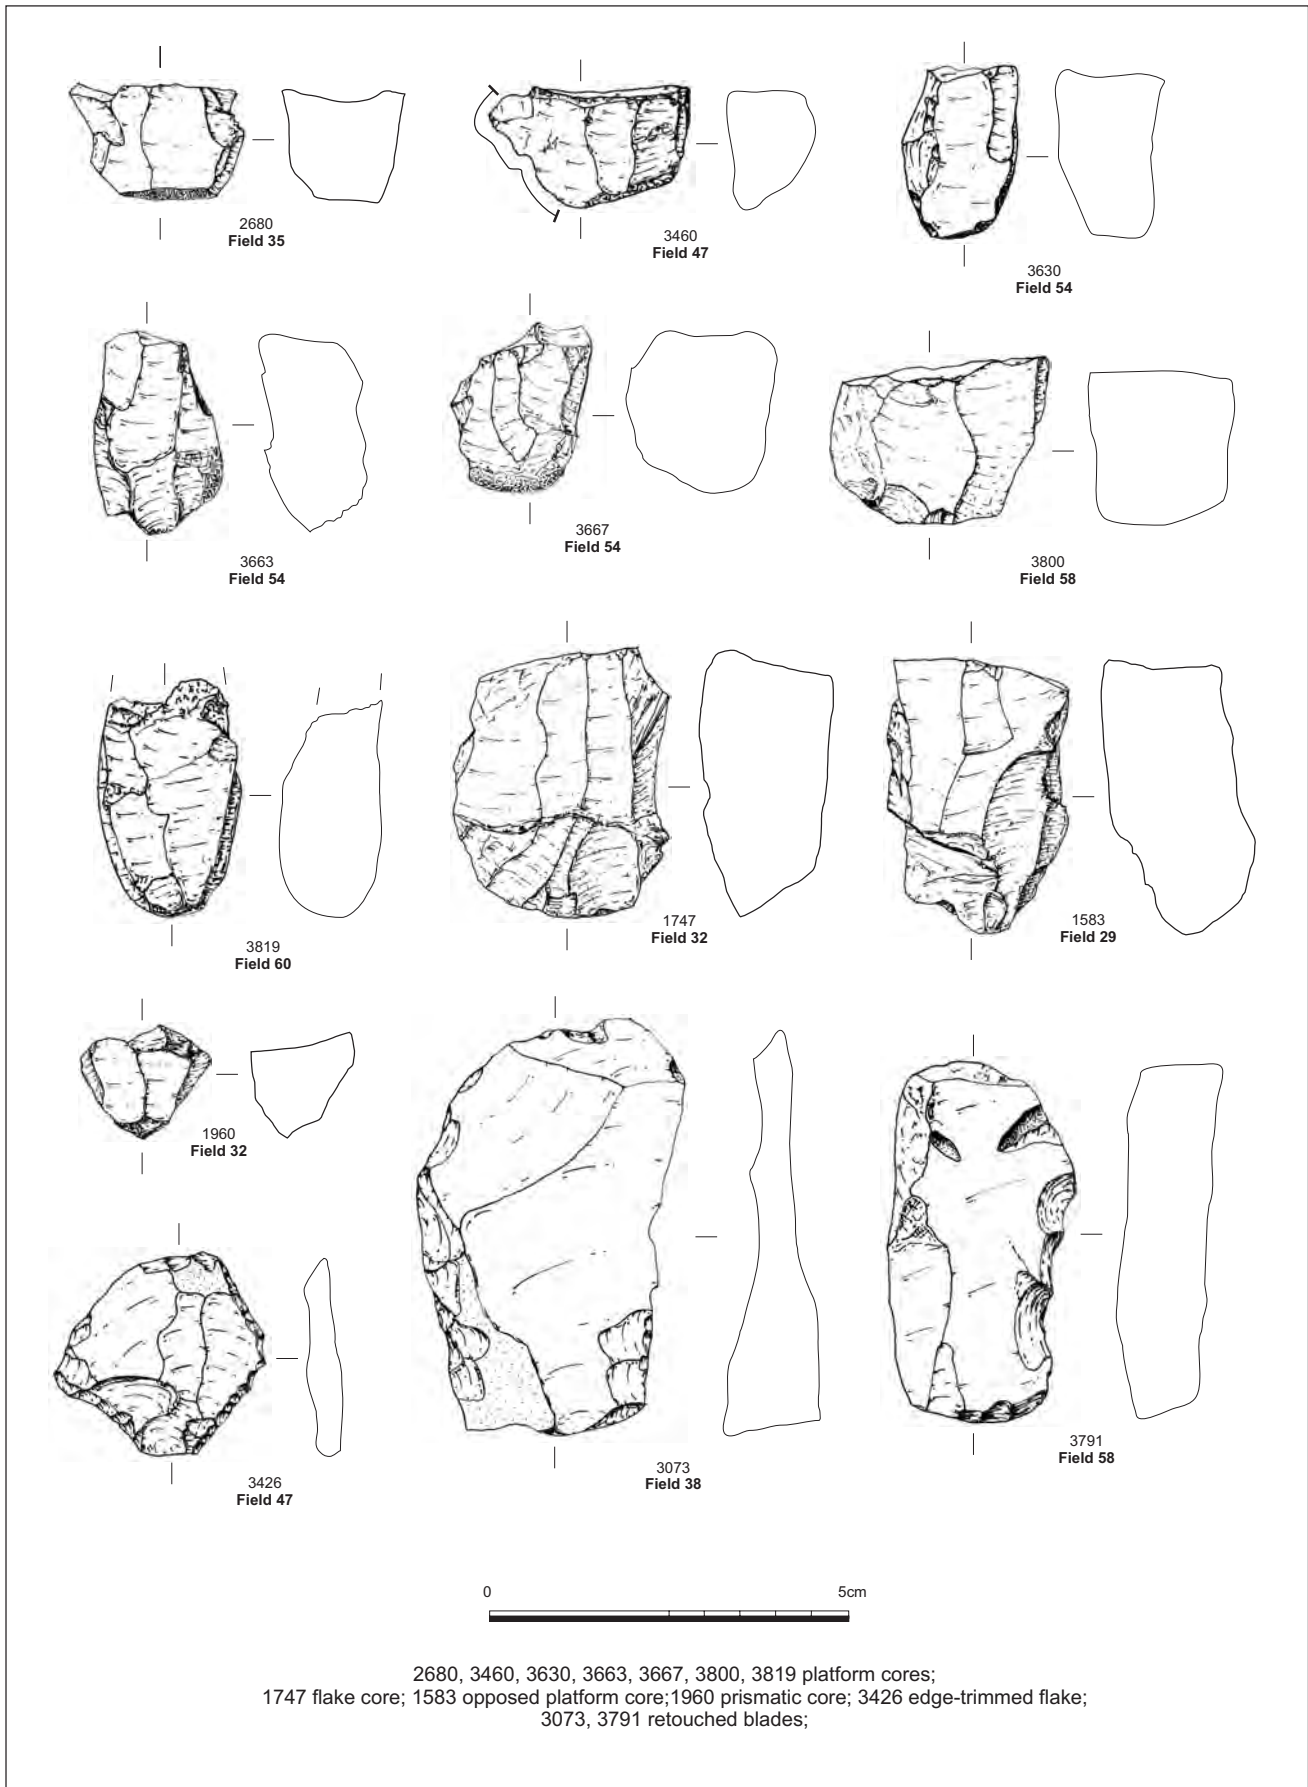 2680
Field 35
3460
Field 47
3630
Field 54
3663
Field 54
3667
Field 54
3800
Field 58
3819
Field 60
1747
Field 32
1583
Field 29
1960
Field 32
3426
Field 47
3073
Field 38
3791
Field 58
0 5cm
2680, 3460, 3630, 3663, 3667, 3800, 3819 platform cores;
1747 flake core; 1583 opposed platform core;1960 prismatic core; 3426 edge-trimmed flake;
3073, 3791 retouched blades;